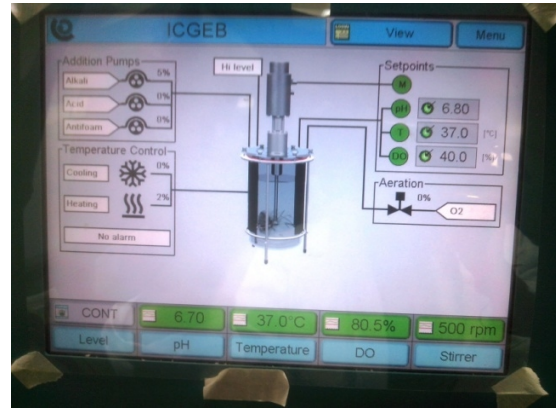 ICGEB
View
Menu
Addition Pumps
Alkali
5%
Acid
0%
Antifoam
0%
Temperature Control
Cooling
0%
Heating
2%
No alarm
Hi level
Setpoints
M
pH 6.80
T 37.0 [°C]
DO 40.0 [%]
Aeration
0%
O2
CONT 6.70 37.0°C 80.5% 500 rpm
Level pH Temperature DO Stirrer